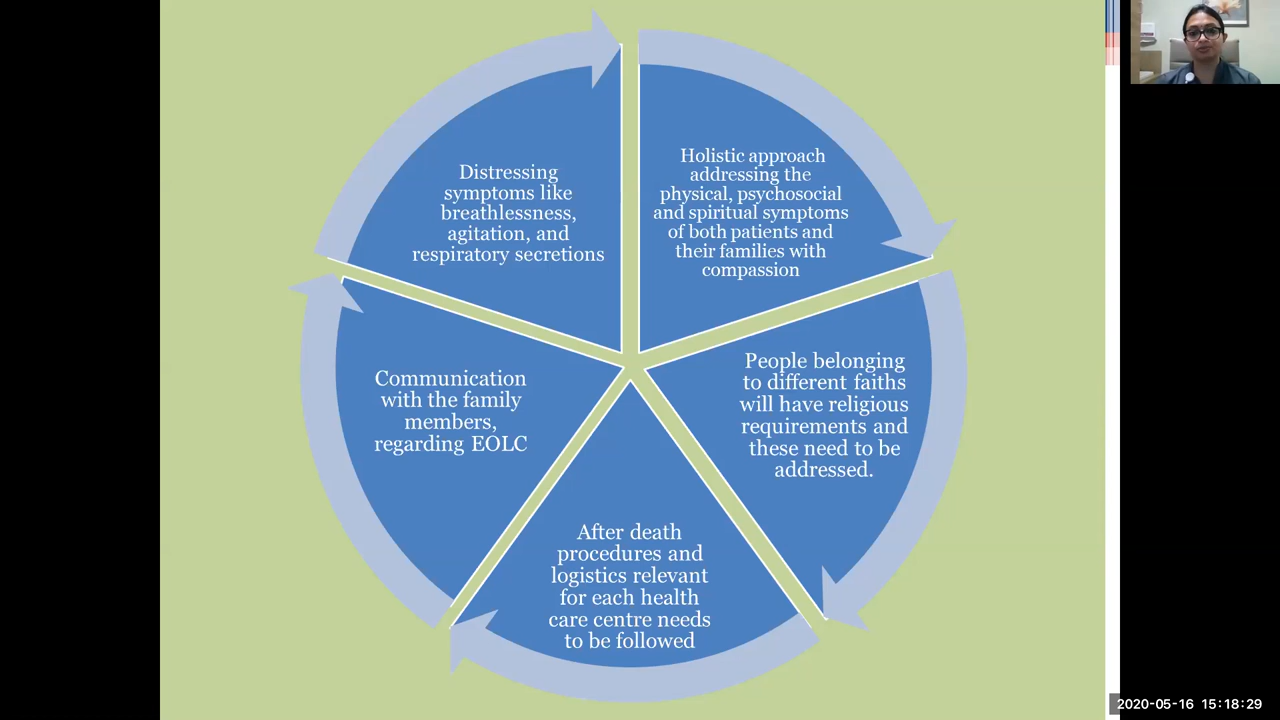 Distressing
symptoms like
breathlessness,
agitation, and
respiratory secretions
Holistic approach
addressing the
physical, psychosocial
and spiritual symptoms
of both patients and
their families with
compassion
People belonging
to different faiths
will have religious
requirements and
these need to be
addressed.
After death
procedures and
logistics relevant
for each health
care centre needs
to be followed
Communication
with the family
members,
regarding EOLC
2020-05-16 15:18:29